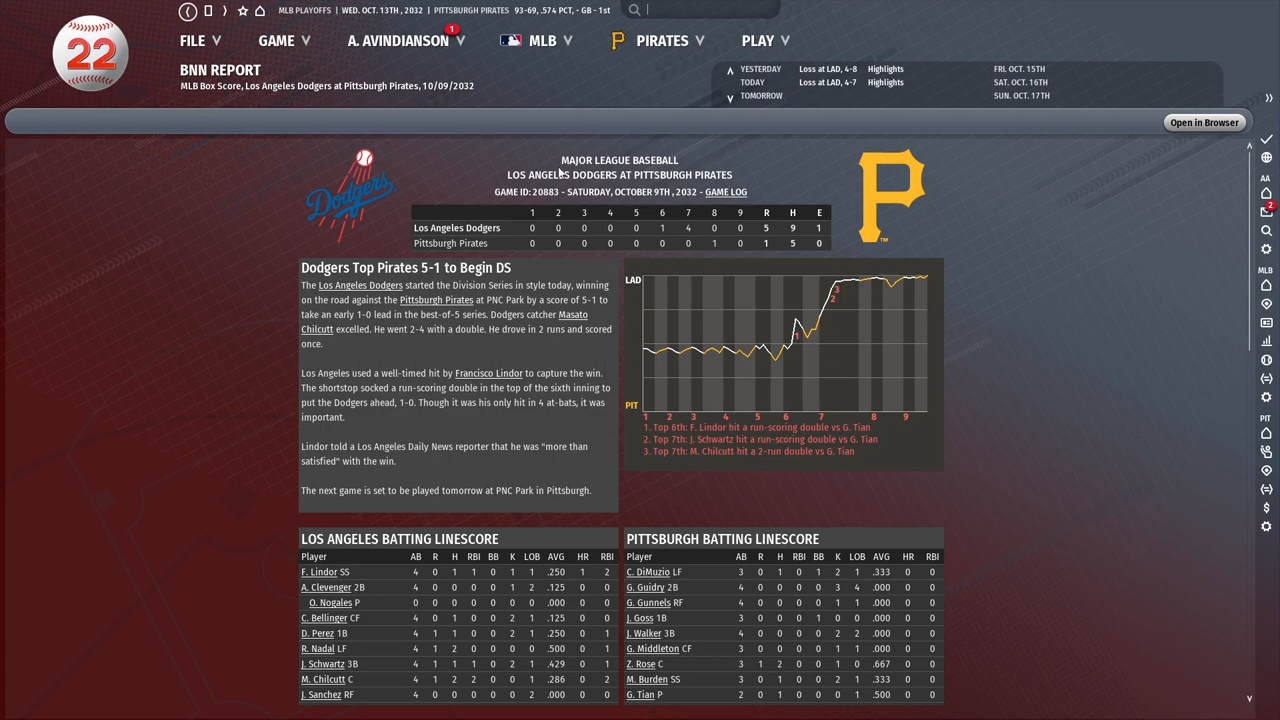 MLB PLAYOFFS | WED. OCT. 13TH , 2032 | PITTSBURGH PIRATES 93-69, .574 PCT, - GB - 1st
22
FILE GAME A. AVINDIANSON 1 MLB P PIRATES PLAY
BNN REPORT
MLB Box Score, Los Angeles Dodgers at Pittsburgh Pirates, 10/09/2032
YESTERDAY Loss at LAD, 4-8 Highlights FRI. OCT. 15TH
TODAY Loss at LAD, 4-7 Highlights SAT. OCT. 16TH
TOMORROW SUN. OCT. 17TH
Open in Browser
Dodgers
P
TM
MAJOR LEAGUE BASEBALL
LOS ANGELES DODGERS AT PITTSBURGH PIRATES
GAME ID: 20883 - SATURDAY, OCTOBER 9TH , 2032 - GAME LOG
1 2 3 4 5 6 7 8 9 R H E
Los Angeles Dodgers 0 0 0 0 0 1 4 0 0 5 9 1
Pittsburgh Pirates 0 0 0 0 0 0 0 1 0 1 5 0
Dodgers Top Pirates 5-1 to Begin DS
The Los Angeles Dodgers started the Division Series in style today, winning
on the road against the Pittsburgh Pirates at PNC Park by a score of 5-1 to
take an early 1-0 lead in the best-of-5 series. Dodgers catcher Masato
Chilcutt excelled. He went 2-4 with a double. He drove in 2 runs and scored
once.
Los Angeles used a well-timed hit by Francisco Lindor to capture the win.
The shortstop socked a run-scoring double in the top of the sixth inning to
put the Dodgers ahead, 1-0. Though it was his only hit in 4 at-bats, it was
important.
Lindor told a Los Angeles Daily News reporter that he was "more than
satisfied" with the win.
The next game is set to be played tomorrow at PNC Park in Pittsburgh.
LAD
3
2
1
PIT
1 2 3 4 5 6 7 8 9
1. Top 6th: F. Lindor hit a run-scoring double vs G. Tian
2. Top 7th: J. Schwartz hit a run-scoring double vs G. Tian
3. Top 7th: M. Chilcutt hit a 2-run double vs G. Tian
LOS ANGELES BATTING LINESCORE
Player AB R H RBI BB K LOB AVG HR RBI
F. Lindor SS 4 0 1 1 0 1 1 .250 1 2
A. Clevenger 2B 4 0 1 0 0 1 2 .125 0 0
O. Nogales P 0 0 0 0 0 0 0 .000 0 0
C. Bellinger CF 4 0 1 0 0 2 1 .125 0 0
D. Perez 1B 4 1 1 0 0 2 1 .250 0 1
R. Nadal LF 4 1 2 0 0 0 0 .500 0 1
J. Schwartz 3B 4 1 1 1 0 2 1 .429 0 1
M. Chilcutt C 4 1 2 2 0 0 1 .286 0 2
J. Sanchez RF 4 0 0 0 0 0 2 .000 0 0
PITTSBURGH BATTING LINESCORE
Player AB R H RBI BB K LOB AVG HR RBI
C. DiMuzio LF 3 0 1 0 1 2 1 .333 0 0
G. Guidry 2B 4 0 0 0 0 3 4 .000 0 0
G. Gunnels RF 4 0 0 0 0 1 1 .000 0 0
J. Goss 1B 3 0 0 0 1 0 0 .000 0 0
J. Walker 3B 4 0 0 0 0 2 2 .000 0 0
G. Middleton CF 3 0 0 0 0 0 1 .000 0 0
Z. Rose C 3 1 2 0 0 1 0 .667 0 0
M. Burden SS 3 0 1 0 0 2 1 .333 0 0
G. Tian P 2 0 1 0 0 0 1 .500 0 0
AA
2
MLB
PIT
$